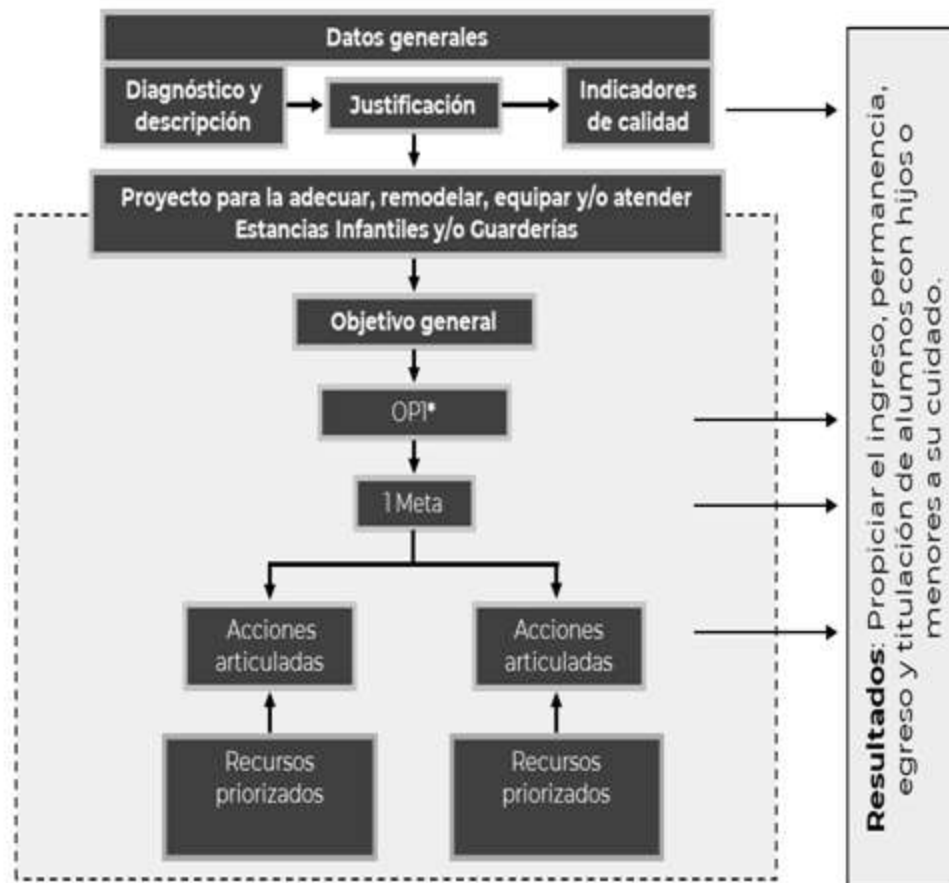 Datos generales
Diagnóstico y
descripción
Justificación
Indicadores
de calidad
Proyecto para la adecuar, remodelar, equipar y/o atender
Estancias Infantiles y/o Guarderías
Objetivo general
OP1*
1 Meta
Acciones
articuladas
Acciones
articuladas
Recursos
priorizados
Recursos
priorizados
Resultados: Propiciar el ingreso, permanencia,
egreso y titulación de alumnos con hijos o
menores a su cuidado.